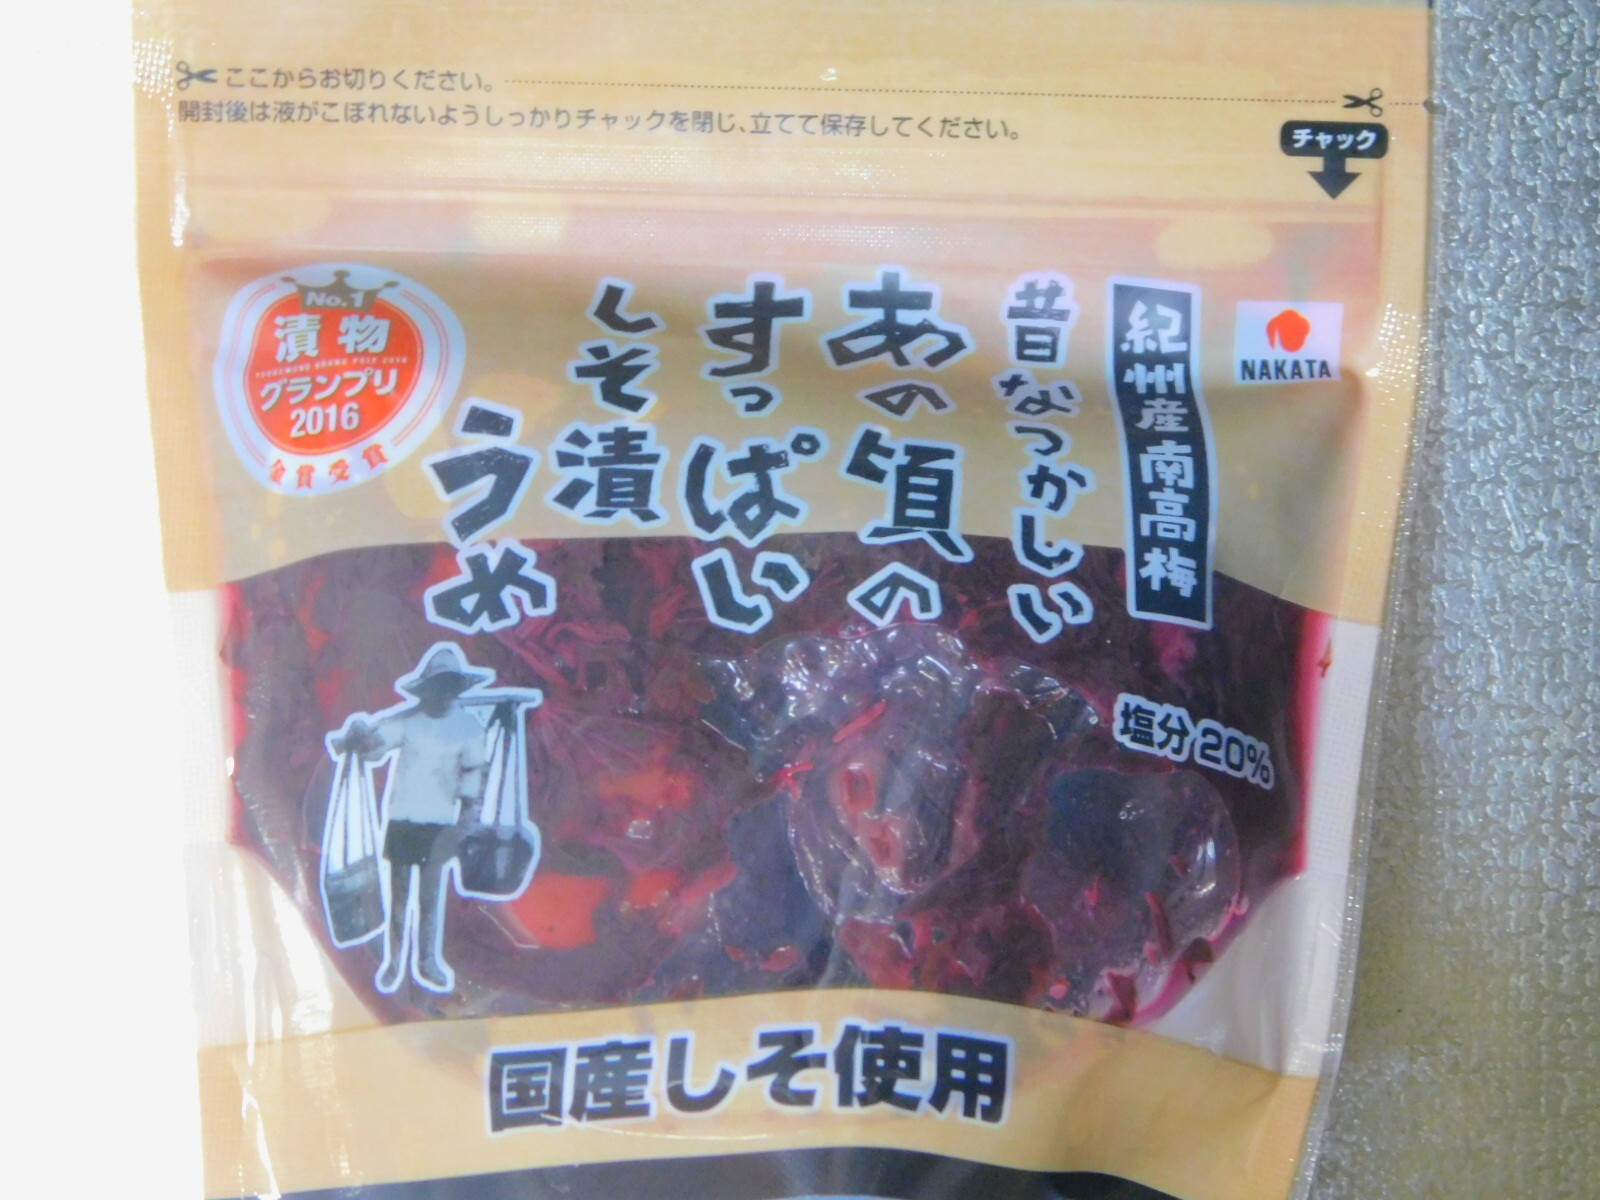 ここからお切りください。
開封後は液がこぼれないようしっかりチャックを閉じ、立てて保存してください。
チャック
NAKATA
紀州産南高梅
昔なつかしい
あの頃の
すっぱい
しそ漬
うめ
No.1
漬物
TSUKEMONO GRAND PRIX 2016
グランプリ
2016
金賞受賞
塩分20%
国産しそ使用